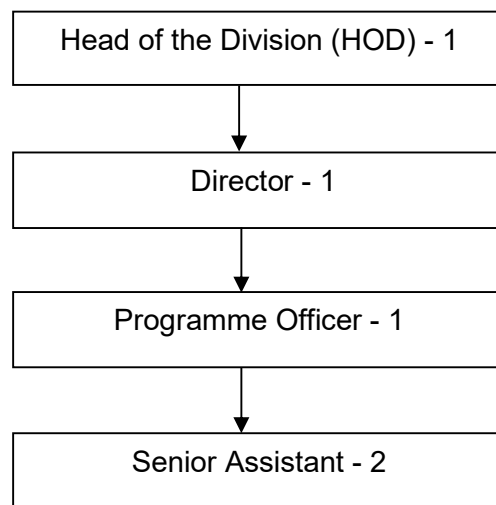 Head of the Division (HOD) - 1
Director - 1
Programme Officer - 1
Senior Assistant - 2